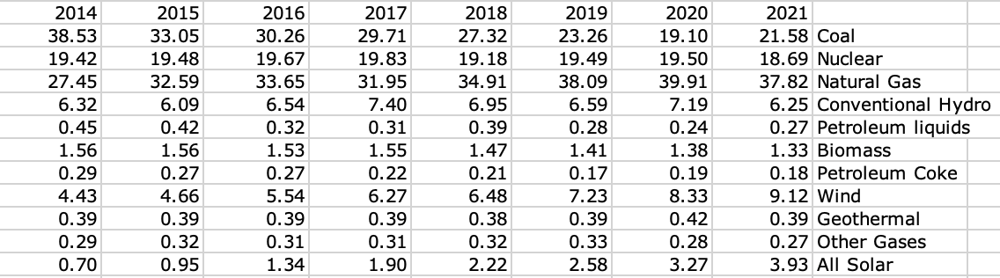 2014 2015 2016 2017 2018 2019 2020 2021
38.53 33.05 30.26 29.71 27.32 23.26 19.10 21.58 Coal
19.42 19.48 19.67 19.83 19.18 19.49 19.50 18.69 Nuclear
27.45 32.59 33.65 31.95 34.91 38.09 39.91 37.82 Natural Gas
6.32 6.09 6.54 7.40 6.95 6.59 7.19 6.25 Conventional Hydro
0.45 0.42 0.32 0.31 0.39 0.28 0.24 0.27 Petroleum liquids
1.56 1.56 1.53 1.55 1.47 1.41 1.38 1.33 Biomass
0.29 0.27 0.27 0.22 0.21 0.17 0.19 0.18 Petroleum Coke
4.43 4.66 5.54 6.27 6.48 7.23 8.33 9.12 Wind
0.39 0.39 0.39 0.39 0.38 0.39 0.42 0.39 Geothermal
0.29 0.32 0.31 0.31 0.32 0.33 0.28 0.27 Other Gases
0.70 0.95 1.34 1.90 2.22 2.58 3.27 3.93 All Solar